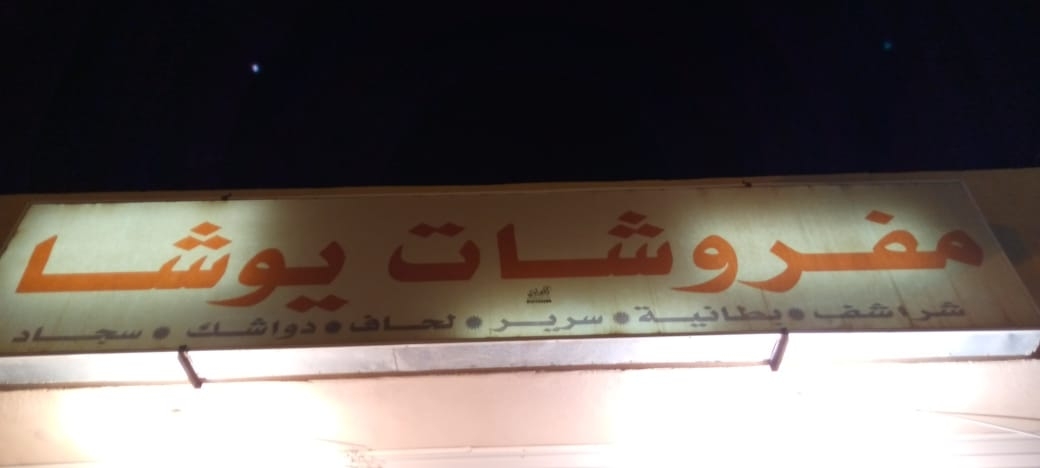 مفروشات يوشا
شراشف * بطانية * سرير * لحاف * دواشك * سجاد